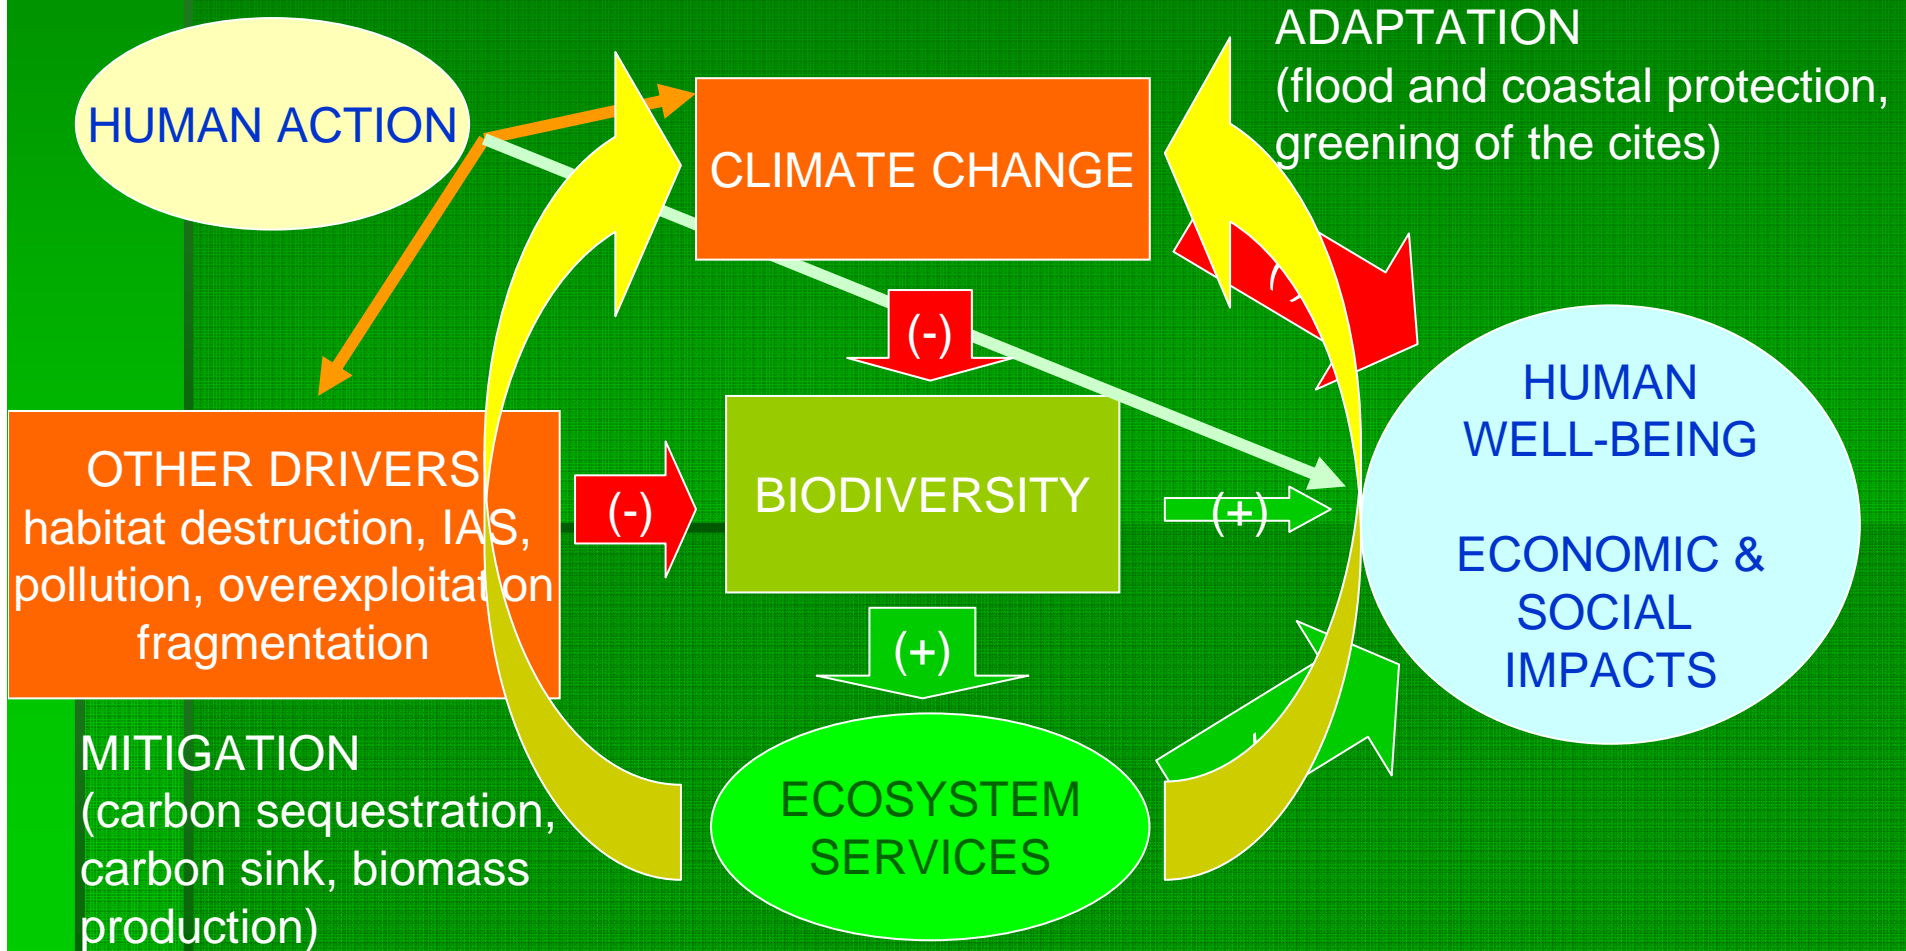 HUMAN ACTION
ADAPTATION
(flood and coastal protection,
greening of the cites)
CLIMATE CHANGE
(-)
OTHER DRIVERS
habitat destruction, IAS,
pollution, overexploitation
fragmentation
(-)
BIODIVERSITY
(+)
HUMAN
WELL-BEING
ECONOMIC &
SOCIAL
IMPACTS
(+)
MITIGATION
(carbon sequestration,
carbon sink, biomass
production)
ECOSYSTEM
SERVICES